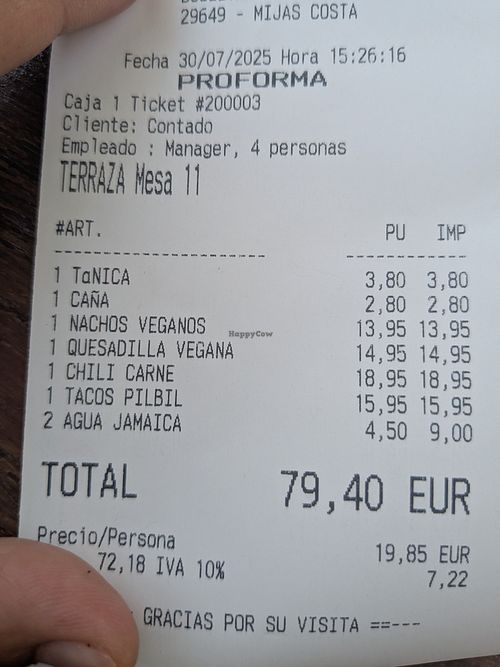 29649 - MIJAS COSTA
Fecha 30/07/2025 Hora 15:26:16
PROFORMA
Caja 1 Ticket #200003
Cliente: Contado
Empleado : Manager, 4 personas
TERRAZA Mesa 11
#ART. PU IMP
1 TaNICA 3,80 3,80
1 CAÑA 2,80 2,80
1 NACHOS VEGANOS 13,95 13,95
HappyCow
1 QUESADILLA VEGANA 14,95 14,95
1 CHILI CARNE 18,95 18,95
1 TACOS PILBIL 15,95 15,95
2 AGUA JAMAICA 4,50 9,00
TOTAL 79,40 EUR
Precio/Persona 19,85 EUR
72,18 IVA 10% 7,22
GRACIAS POR SU VISITA ==---